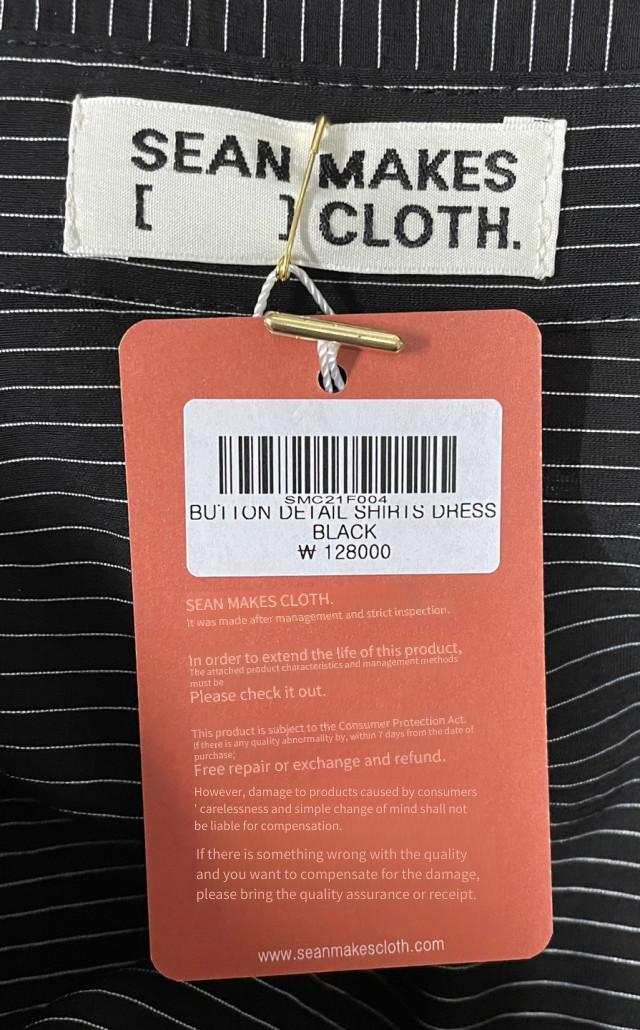 SEAN MAKES
[ ] CLOTH.
SMC21F004
BUTTON DETAIL SHIRTS DRESS
BLACK
₩ 128000
SEAN MAKES CLOTH.
It was made after management and strict inspection.
In order to extend the life of this product,
The attached product characteristics and management methods
must be
Please check it out.
This product is subject to the Consumer Protection Act.
If there is any quality abnormality by, within 7 days from the date of
purchase;
Free repair or exchange and refund.
However, damage to products caused by consumers
' carelessness and simple change of mind shall not
be liable for compensation.
If there is something wrong with the quality
and you want to compensate for the damage,
please bring the quality assurance or receipt.
www.seanmakescloth.com